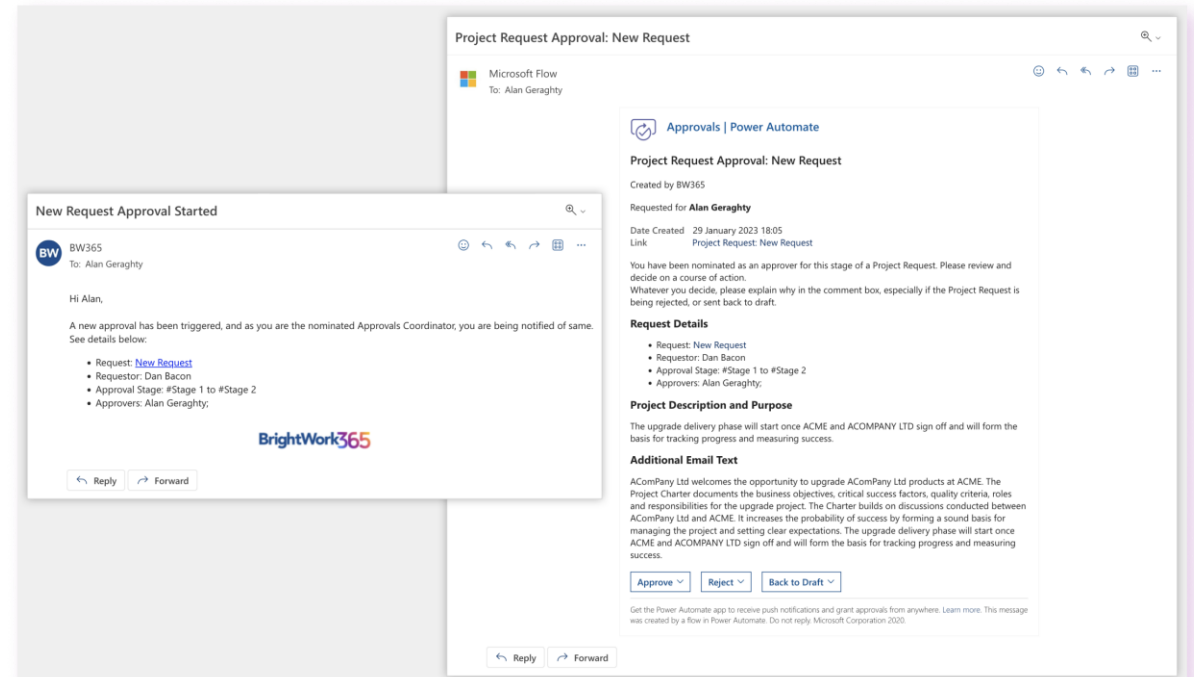 Project Request Approval: New Request
Microsoft Flow
To: Alan Geraghty
Approvals | Power Automate
Project Request Approval: New Request
Created by BW365
Requested for Alan Geraghty
Date Created 29 January 2023 18:05
Link Project Request: New Request
You have been nominated as an approver for this stage of a Project Request. Please review and
decide on a course of action.
Whatever you decide, please explain why in the comment box, especially if the Project Request is
being rejected, or sent back to draft.
Request Details
• Request: New Request
• Requestor: Dan Bacon
• Approval Stage: #Stage 1 to #Stage 2
• Approvers: Alan Geraghty;
Project Description and Purpose
The upgrade delivery phase will start once ACME and ACOMPANY LTD sign off and will form the
basis for tracking progress and measuring success.
Additional Email Text
AComPany Ltd welcomes the opportunity to upgrade AComPany Ltd products at ACME. The
Project Charter documents the business objectives, critical success factors, quality criteria, roles
and responsibilities for the upgrade project. The Charter builds on discussions conducted between
AComPany Ltd and ACME. It increases the probability of success by forming a sound basis for
managing the project and setting clear expectations. The upgrade delivery phase will start once
ACME and ACOMPANY LTD sign off and will form the basis for tracking progress and measuring
success.
Approve Reject Back to Draft
Get the Power Automate app to receive push notifications and grant approvals from anywhere. Learn more. This message
was created by a flow in Power Automate. Do not reply. Microsoft Corporation 2020.
Reply Forward
New Request Approval Started
BW
BW365
To: Alan Geraghty
Hi Alan,
A new approval has been triggered, and as you are the nominated Approvals Coordinator, you are being notified of same.
See details below:
• Request: New Request
• Requestor: Dan Bacon
• Approval Stage: #Stage 1 to #Stage 2
• Approvers: Alan Geraghty;
BrightWork365
Reply Forward